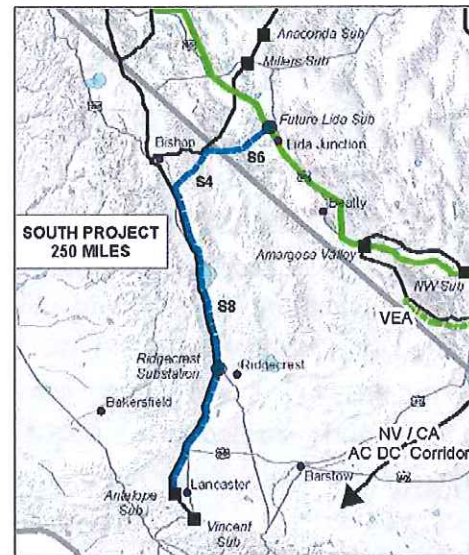 Anaconda Sub
Millers Sub
Future Lida Sub
Lida Junction
Bishop
S6
S4
Beatty
SOUTH PROJECT
250 MILES
Amargosa Valley
NW Sub
VEA
S8
Ridgecrest
Substation
Ridgecrest
Bakersfield
NV / CA
AC DC Corridor
Lancaster
Barstow
Antelope
Sub
Vincent
Sub